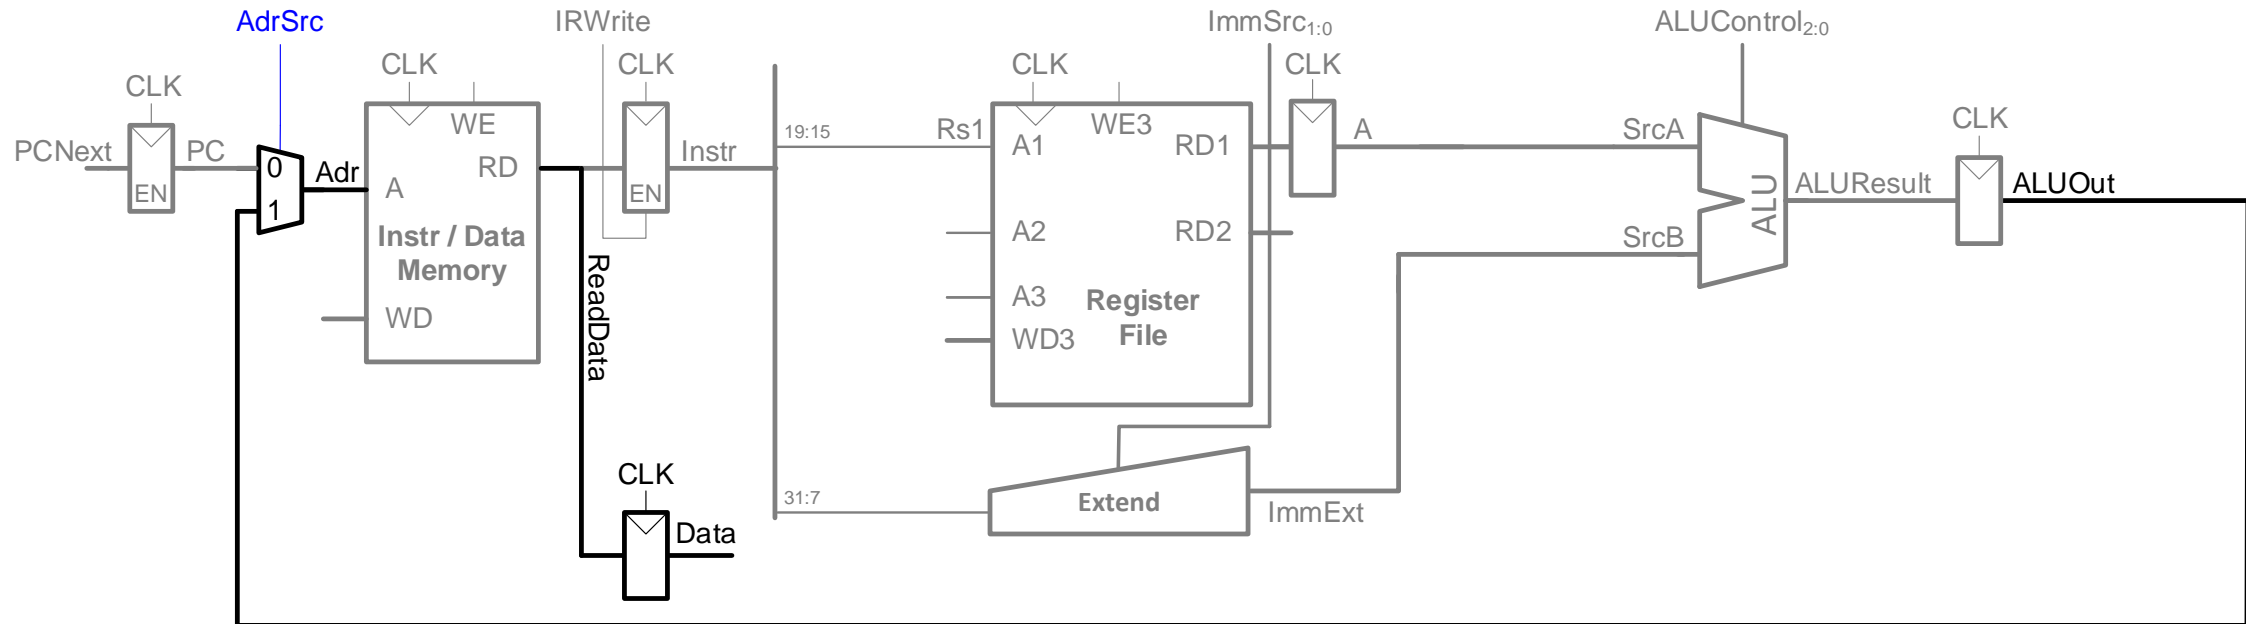 AdrSrc
IRWrite
ImmSrc1:0
ALUControl2:0
CLK
CLK
CLK
CLK
CLK
CLK
PCNext
EN
PC
0
1
Adr
A
WE
RD
Instr / Data
Memory
WD
EN
Instr
ReadData
CLK
Data
19:15
31:7
Rs1
A1
WE3
RD1
A2
RD2
A3
WD3
Register
File
Extend
ImmExt
A
SrcA
SrcB
ALU
ALUResult
CLK
ALUOut